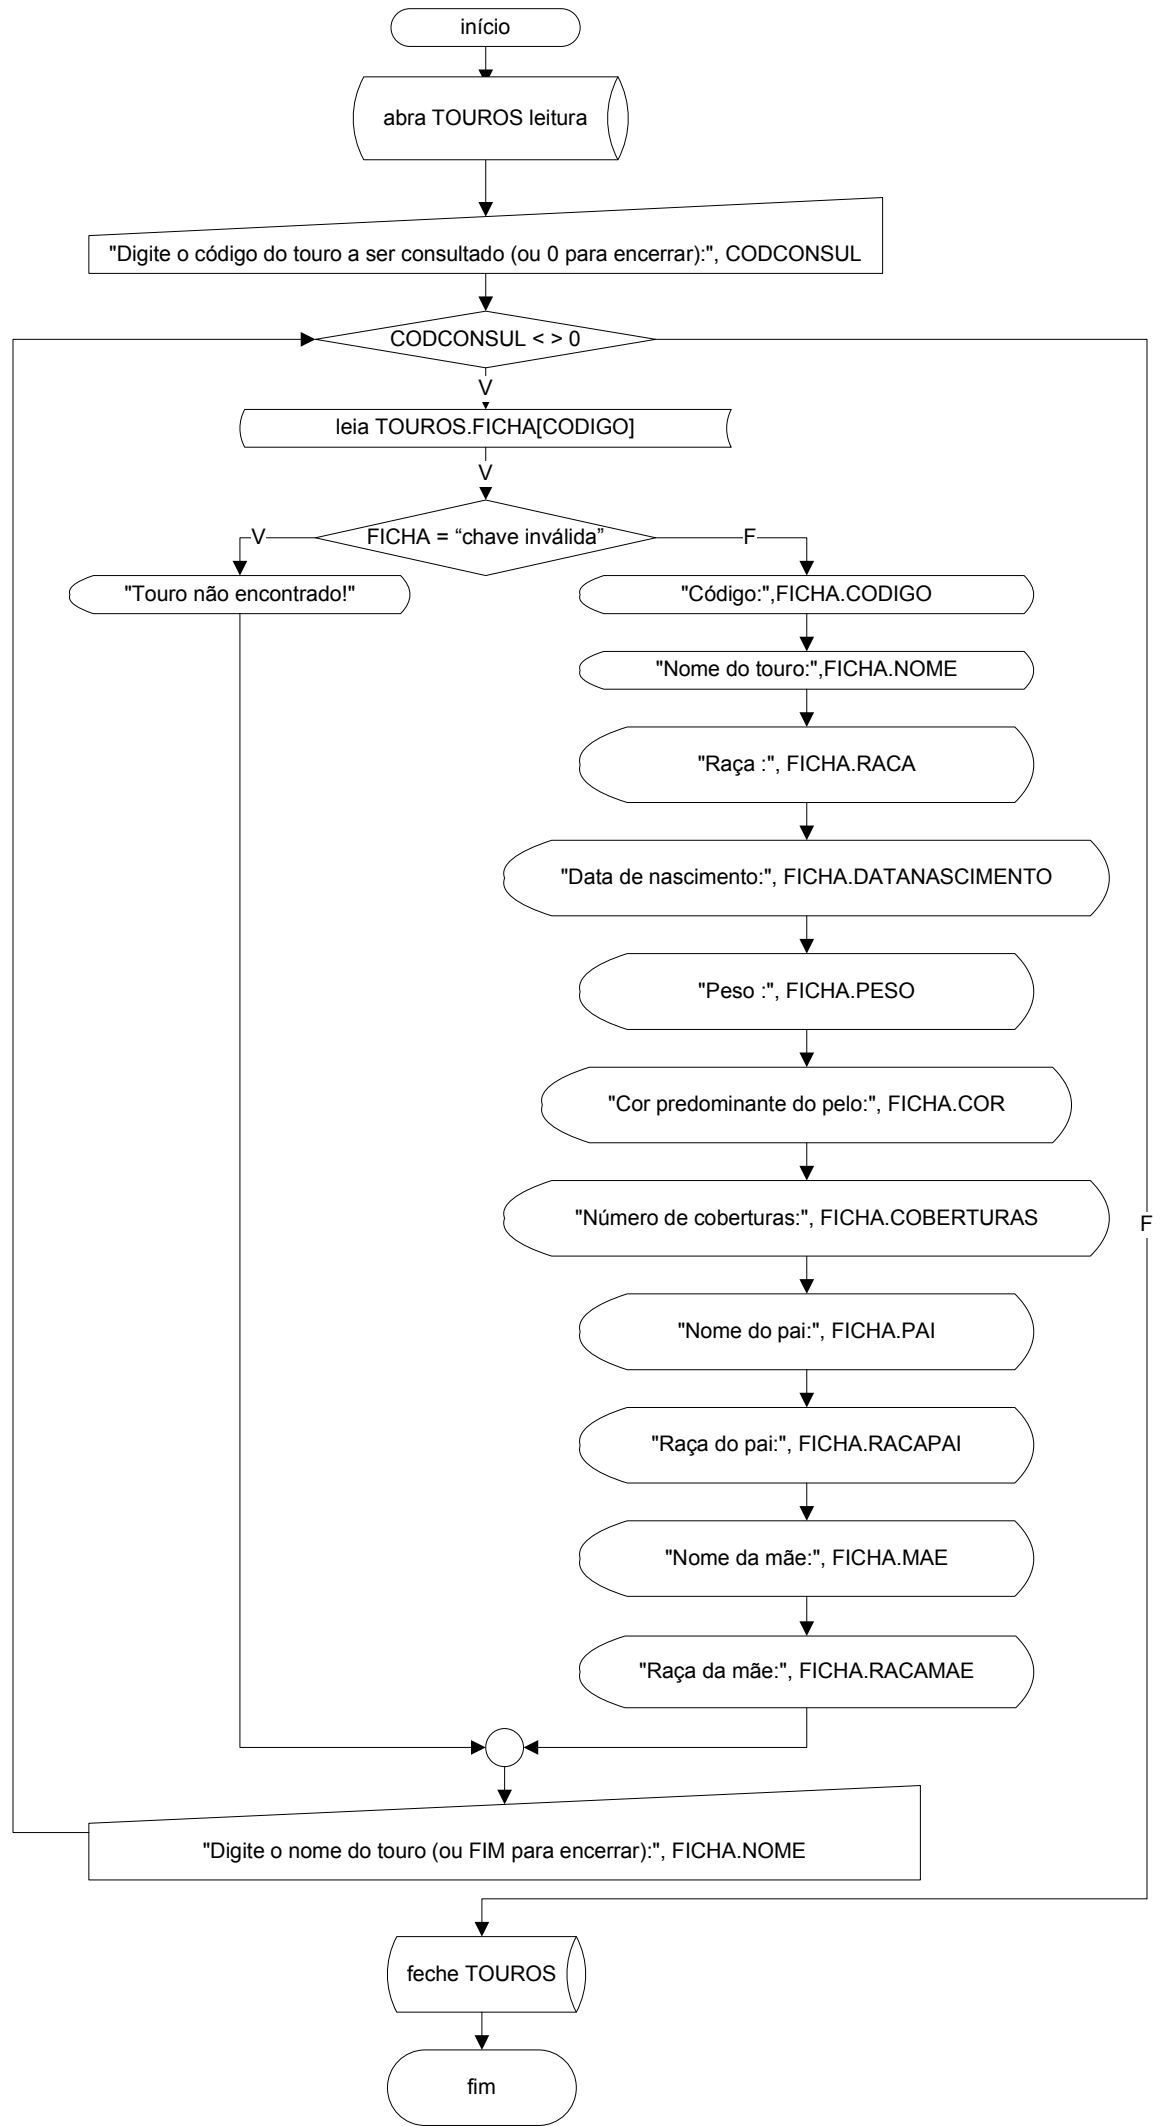 início
abra TOUROS leitura
"Digite o código do touro a ser consultado (ou 0 para encerrar):", CODCONSUL
CODCONSUL < > 0
V
leia TOUROS.FICHA[CODIGO]
V
FICHA = “chave inválida”
V
F
"Touro não encontrado!"
"Código:",FICHA.CODIGO
"Nome do touro:",FICHA.NOME
"Raça :", FICHA.RACA
"Data de nascimento:", FICHA.DATANASCIMENTO
"Peso :", FICHA.PESO
"Cor predominante do pelo:", FICHA.COR
"Número de coberturas:", FICHA.COBERTURAS
F
"Nome do pai:", FICHA.PAI
"Raça do pai:", FICHA.RACAPAI
"Nome da mãe:", FICHA.MAE
"Raça da mãe:", FICHA.RACAMAE
"Digite o nome do touro (ou FIM para encerrar):", FICHA.NOME
feche TOUROS
fim